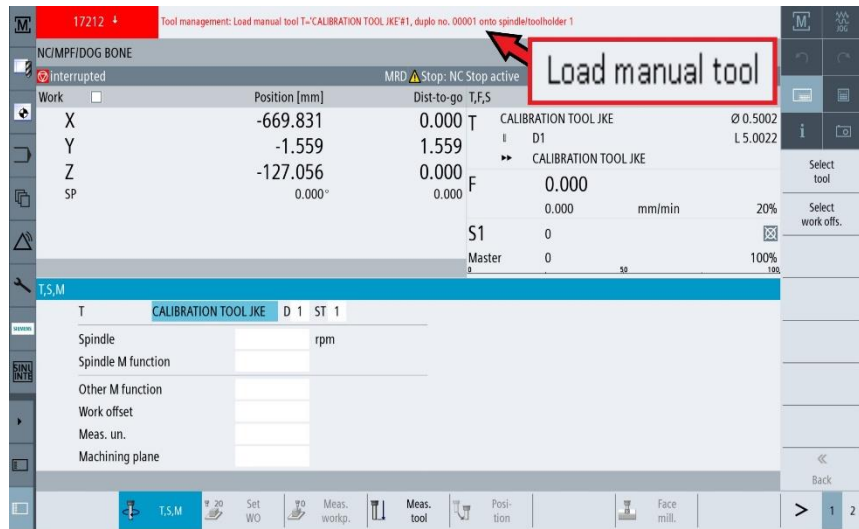 M 17212 Tool management: Load manual tool T='CALIBRATION TOOL JKE'#1, duplo no. 00001 onto spindle/toolholder 1 M JOG
NC/MPF/DOG BONE
interrupted MRD Stop: NC Stop active
Load manual tool
Work Position [mm] Dist-to-go T,F,S
X -669.831 0.000 T CALIBRATION TOOL JKE Ø 0.5002
Y -1.559 1.559 D1 L 5.0022
Z -127.056 0.000 CALIBRATION TOOL JKE
SP 0.000° 0.000 F 0.000
0.000 mm/min 20%
S1 0
Master 0 100%
0 50 100
Select
tool
Select
work offs.
T,S,M
T CALIBRATION TOOL JKE D 1 ST 1
Spindle rpm
Spindle M function
Other M function
Work offset
Meas. un.
Machining plane
SIEMENS
SINU
INTE
«
Back
T,S,M Set
WO Meas.
workp. Meas.
tool Posi-
tion Face
mill. > 1 2